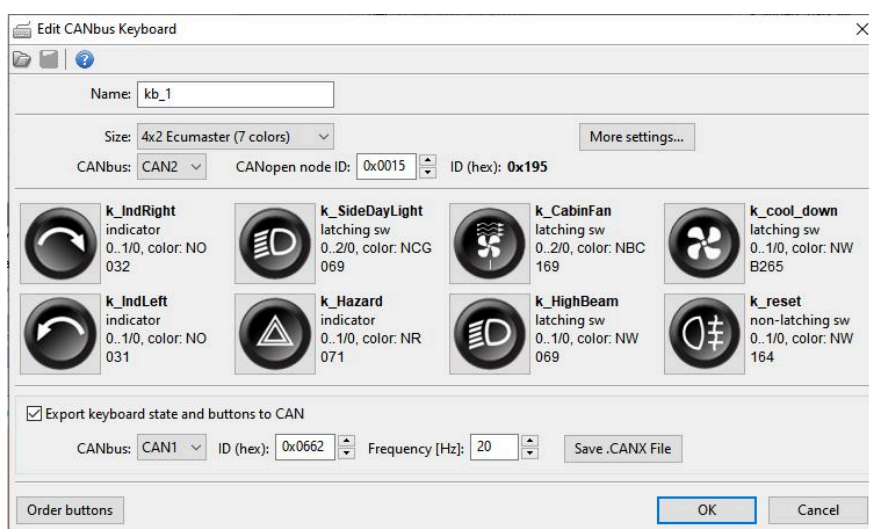 Edit CANbus Keyboard
Name: kb_1
Size: 4x2 Ecumaster (7 colors) More settings...
CANbus: CAN2 CANopen node ID: 0x0015 ID (hex): 0x195
k_IndRight
indicator
0..1/0, color: NO
032
k_SideDayLight
latching sw
0..2/0, color: NCG
069
k_CabinFan
latching sw
0..2/0, color: NBC
169
k_cool_down
latching sw
0..1/0, color: NW
B265
k_IndLeft
indicator
0..1/0, color: NO
031
k_Hazard
indicator
0..1/0, color: NR
071
k_HighBeam
latching sw
0..1/0, color: NW
069
k_reset
non-latching sw
0..1/0, color: NW
164
Export keyboard state and buttons to CAN
CANbus: CAN1 ID (hex): 0x0662 Frequency [Hz]: 20 Save .CANX File
Order buttons OK Cancel